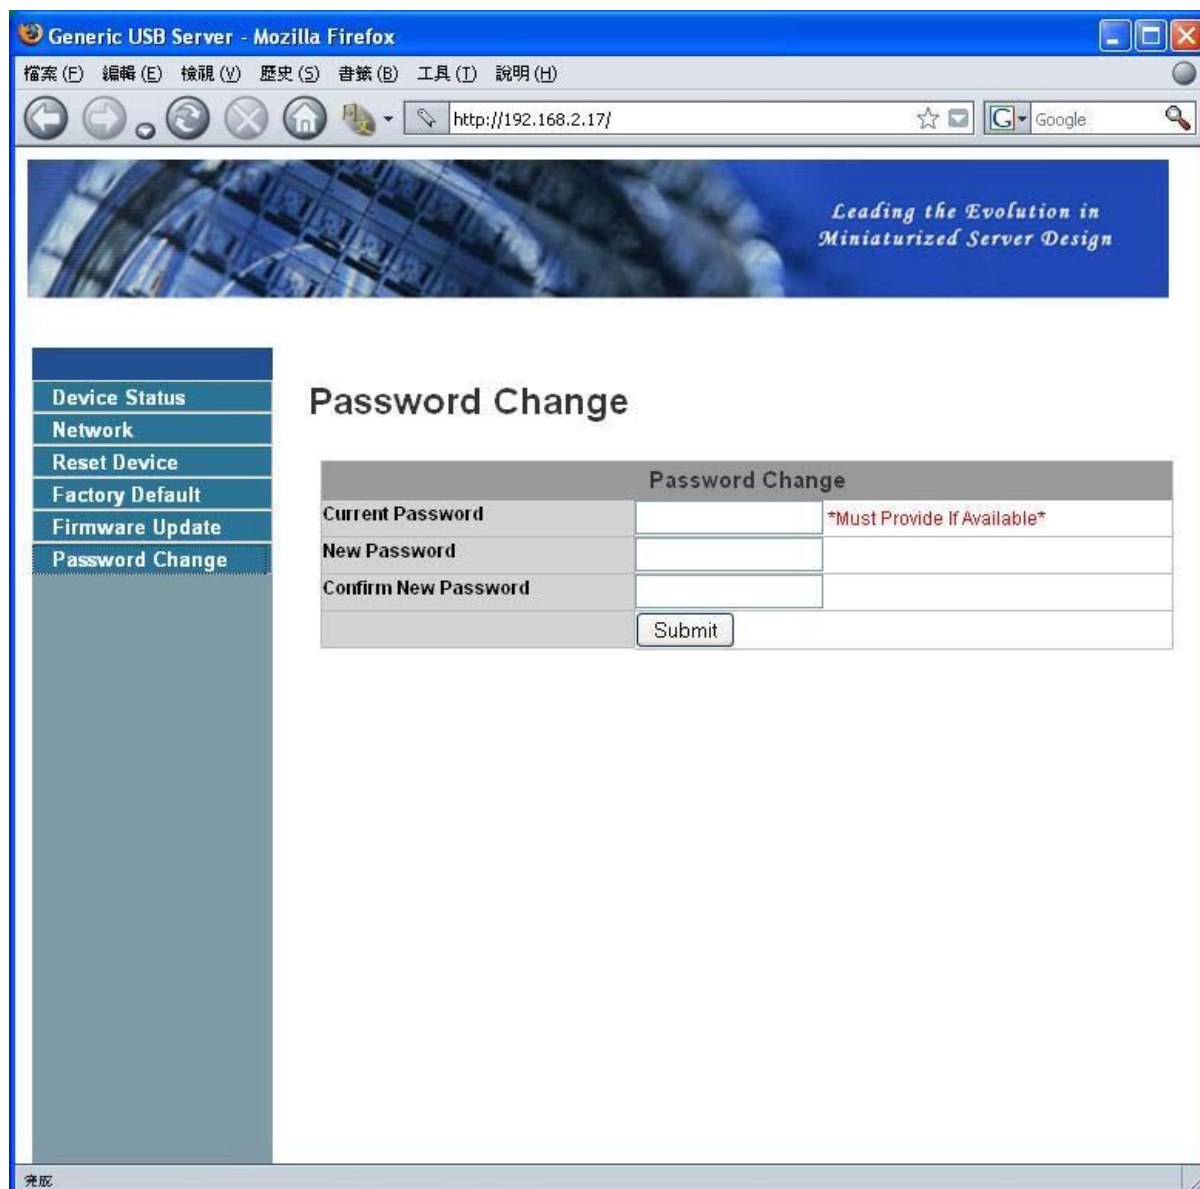 Generic USB Server - Mozilla Firefox
檔案(F) 編輯(E) 檢視(V) 歷史(S) 書籤(B) 工具(T) 說明(H)
http://192.168.2.17/
G Google
Leading the Evolution in
Miniaturized Server Design
Device Status
Network
Reset Device
Factory Default
Firmware Update
Password Change
Password Change
Password Change
Current Password *Must Provide If Available*
New Password
Confirm New Password
Submit
完成